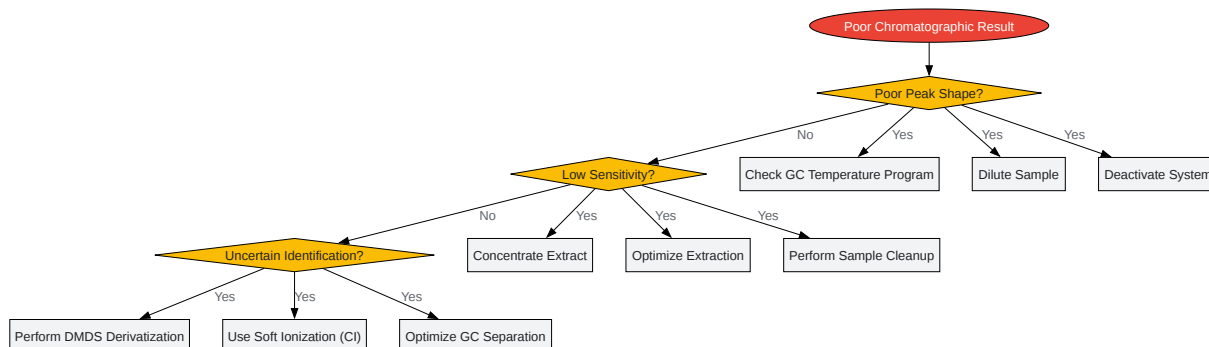 Poor Chromatographic Result
Poor Peak Shape?
No
Yes
Yes
Yes
Low Sensitivity?
Check GC Temperature Program
Dilute Sample
Deactivate System
No
Yes
Yes
Yes
Uncertain Identification?
Concentrate Extract
Optimize Extraction
Perform Sample Cleanup
Yes
Yes
Yes
Perform DMDS Derivatization
Use Soft Ionization (CI)
Optimize GC Separation